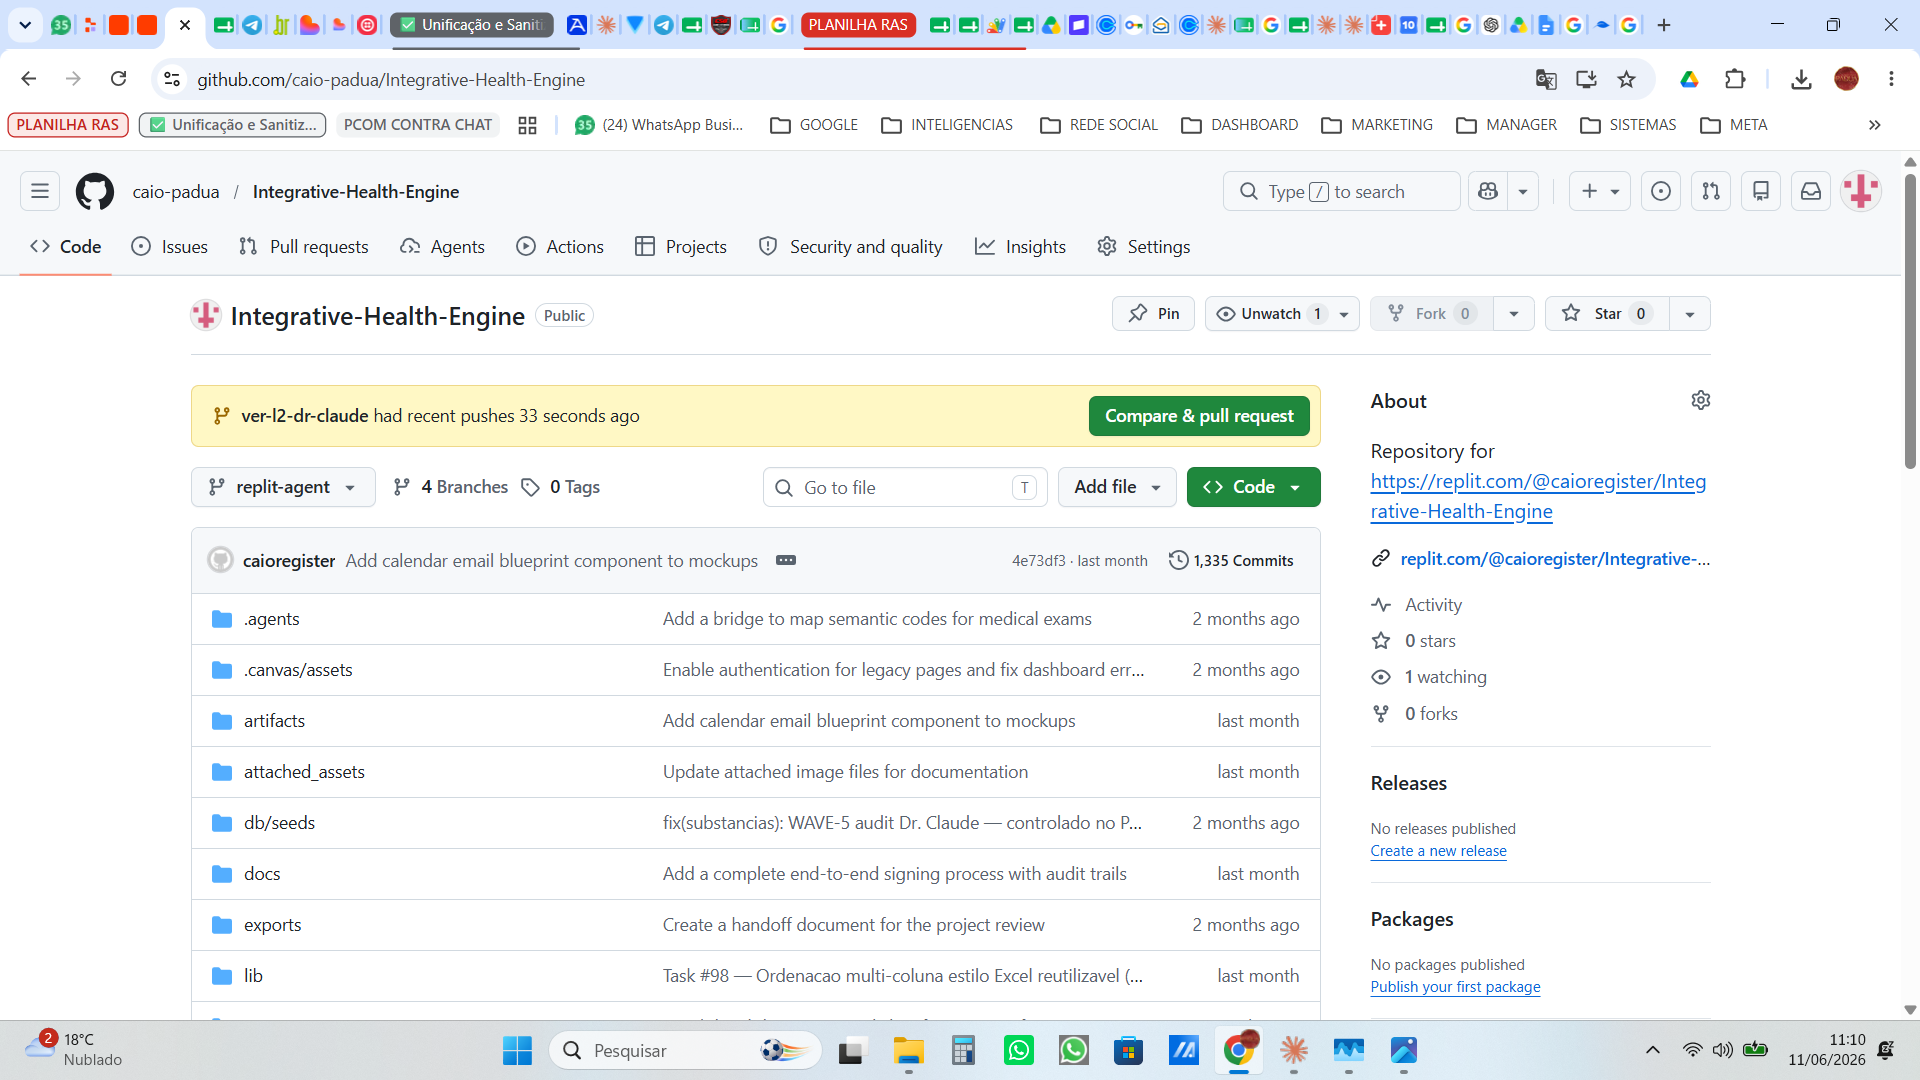 35
Unificação e Saniti
PLANILHA RAS
10
github.com/caio-padua/Integrative-Health-Engine
PLANILHA RAS
Unificação e Sanitiz...
PCOM CONTRA CHAT
35
(24) WhatsApp Busi...
GOOGLE
INTELIGENCIAS
REDE SOCIAL
DASHBOARD
MARKETING
MANAGER
SISTEMAS
META
caio-padua / Integrative-Health-Engine
Type / to search
Code
Issues
Pull requests
Agents
Actions
Projects
Security and quality
Insights
Settings
Integrative-Health-Engine
Public
Pin
Unwatch 1
Fork 0
Star 0
ver-l2-dr-claude had recent pushes 33 seconds ago
Compare & pull request
About
Repository for
https://replit.com/@caioregister/Integ
rative-Health-Engine
replit-agent
4 Branches
0 Tags
Go to file
T
Add file
Code
caioregister Add calendar email blueprint component to mockups
4e73df3 · last month
1,335 Commits
replit.com/@caioregister/Integrative-...
Activity
0 stars
1 watching
0 forks
.agents Add a bridge to map semantic codes for medical exams 2 months ago
.canvas/assets Enable authentication for legacy pages and fix dashboard err... 2 months ago
artifacts Add calendar email blueprint component to mockups last month
attached_assets Update attached image files for documentation last month
db/seeds fix(substancias): WAVE-5 audit Dr. Claude — controlado no P... 2 months ago
docs Add a complete end-to-end signing process with audit trails last month
exports Create a handoff document for the project review 2 months ago
lib Task #98 — Ordenacao multi-coluna estilo Excel reutilizavel (... last month
Releases
No releases published
Create a new release
Packages
No packages published
Publish your first package
2
18°C
Nublado
Pesquisar
11:10
11/06/2026